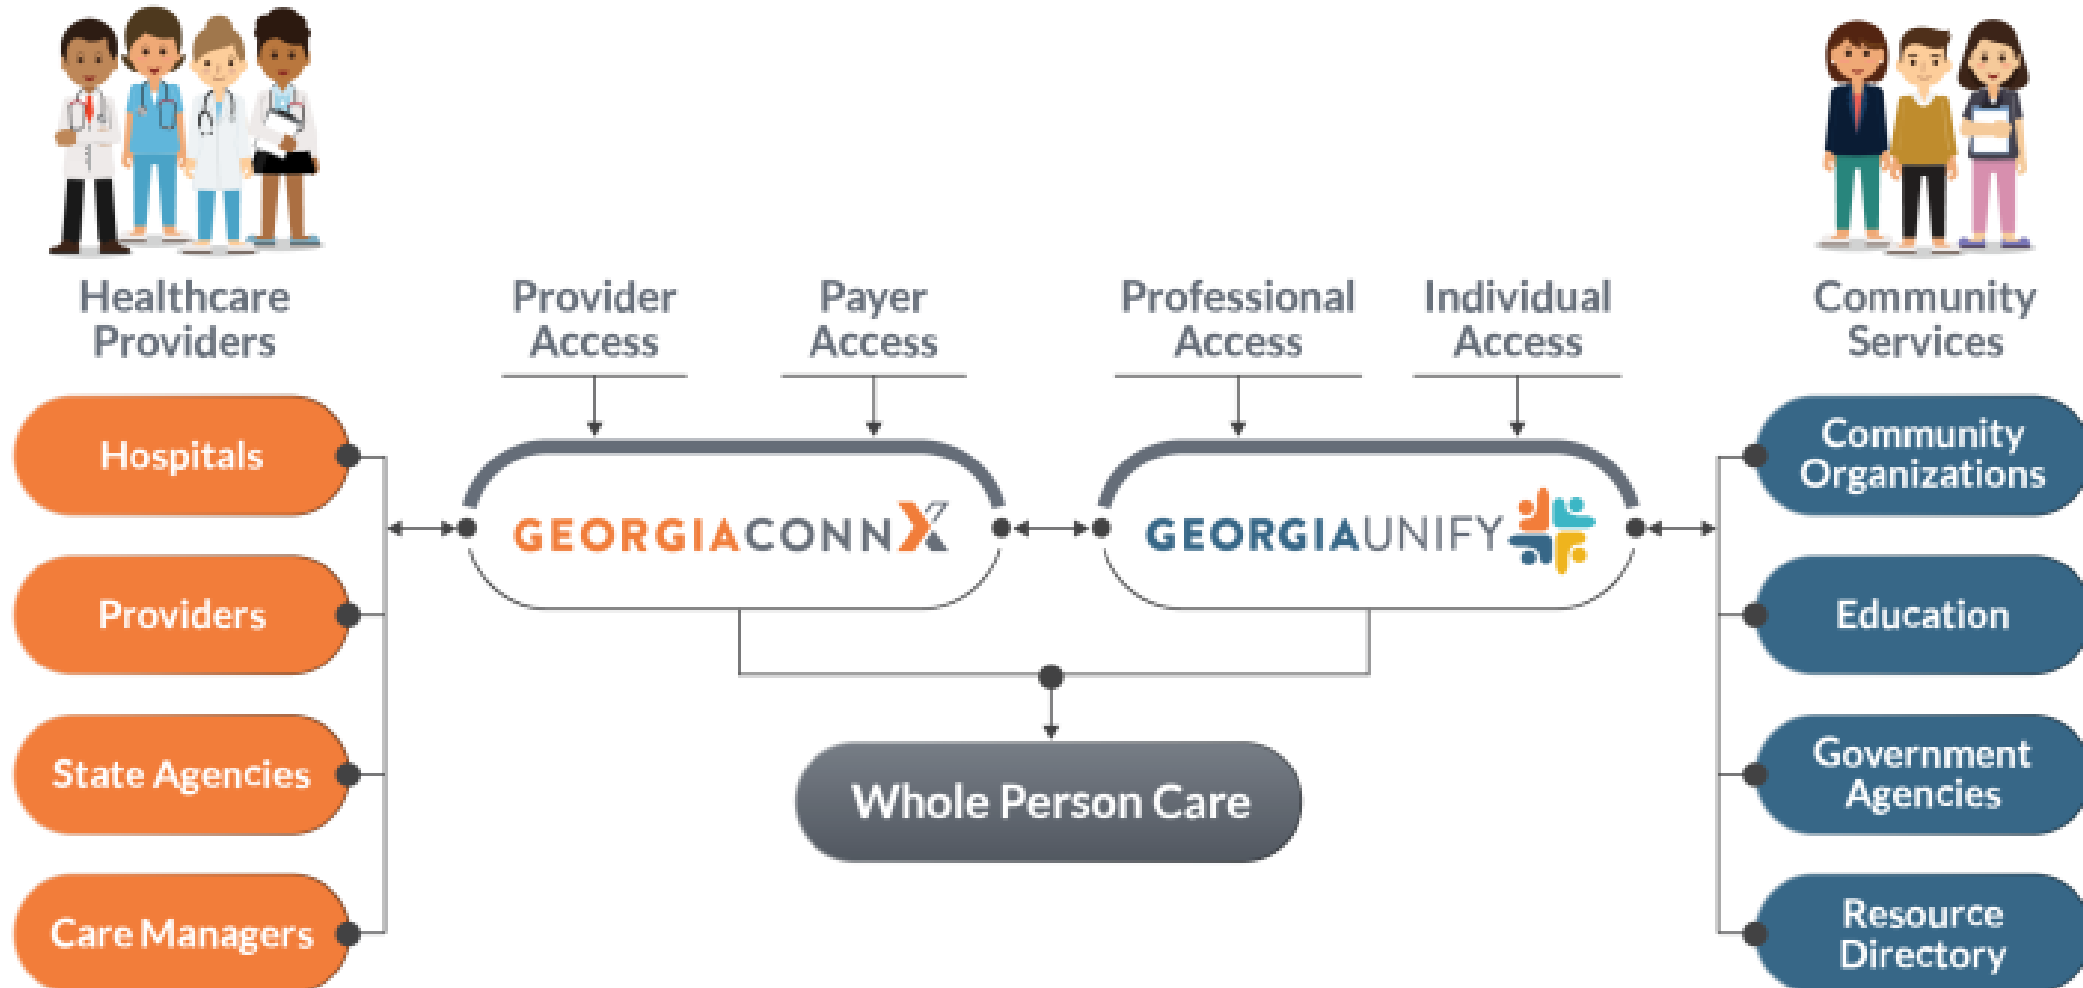 Healthcare
Providers
Provider
Access
Payer
Access
Professional
Access
Individual
Access
Community
Services
Hospitals
Providers
State Agencies
Care Managers
GEORGIACONNX
GEORGIAUNIFY
Whole Person Care
Community
Organizations
Education
Government
Agencies
Resource
Directory